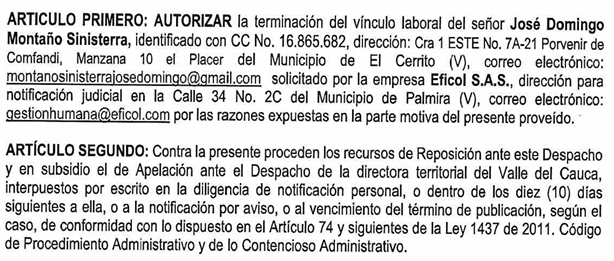 ARTICULO PRIMERO: AUTORIZAR la terminación del vínculo laboral del señor José Domingo
Montaño Sinisterra, identificado con CC No. 16.865.682, dirección: Cra 1 ESTE No. 7A-21 Porvenir de
Comfandi, Manzana 10 el Placer del Municipio de El Cerrito (V), correo electrónico:
montanosinisterrajosedomingo@gmail.com solicitado por la empresa Eficol S.A.S., dirección para
notificación judicial en la Calle 34 No. 2C del Municipio de Palmira (V), correo electrónico:
gestionhumana@eficol.com por las razones expuestas en la parte motiva del presente proveído.
ARTÍCULO SEGUNDO: Contra la presente proceden los recursos de Reposición ante este Despacho
y en subsidio el de Apelación ante el Despacho de la directora territorial del Valle del Cauca,
interpuestos por escrito en la diligencia de notificación personal, o dentro de los diez (10) días
siguientes a ella, o a la notificación por aviso, o al vencimiento del término de publicación, según el
caso, de conformidad con lo dispuesto en el Artículo 74 y siguientes de la Ley 1437 de 2011. Código
de Procedimiento Administrativo y de lo Contencioso Administrativo.